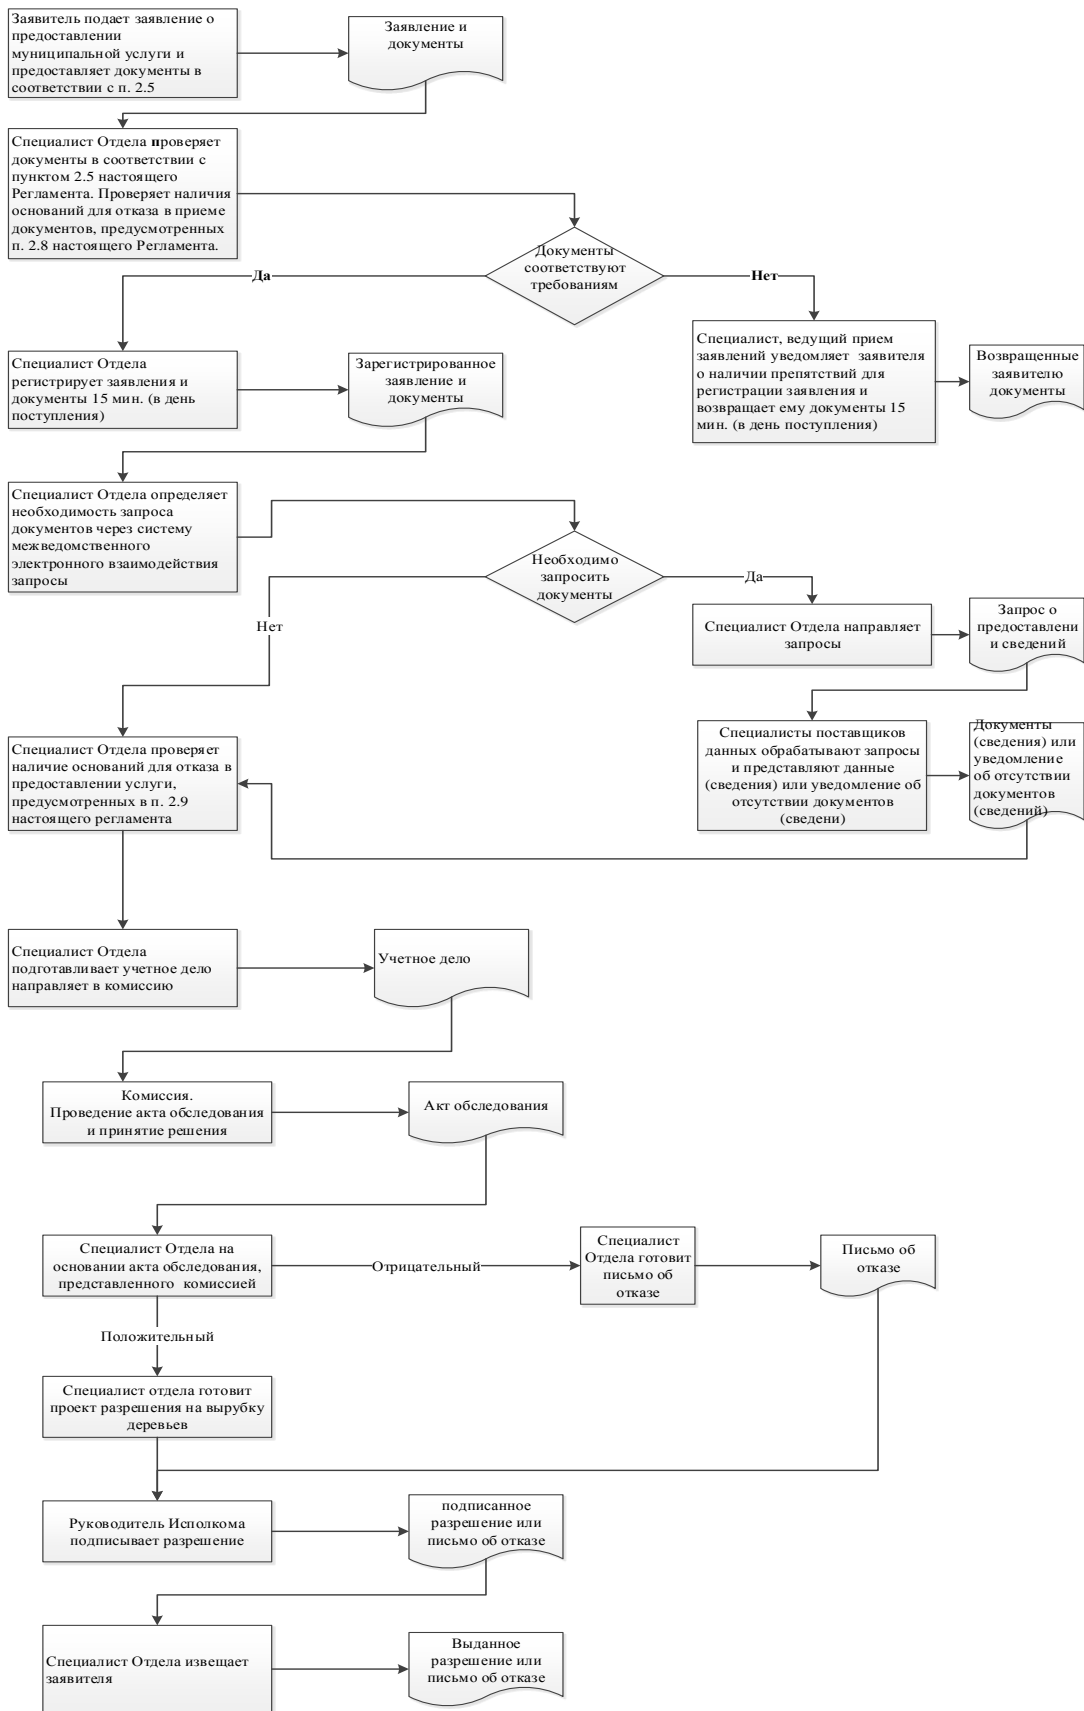 Заявитель подает заявление о
предоставлении
муниципальной услуги и
предоставляет документы в
соответствии с п. 2.5
Заявление и
документы
Специалист Отдела проверяет
документы в соответствии с
пунктом 2.5 настоящего
Регламента. Проверяет наличия
оснований для отказа в приеме
документов, предусмотренных
п. 2.8 настоящего Регламента.
Документы
соответствуют
требованиям
Да
Нет
Специалист Отдела
регистрирует заявления и
документы 15 мин. (в день
поступления)
Зарегистрированное
заявление и
документы
Специалист, ведущий прием
заявлений уведомляет заявителя
о наличии препятствий для
регистрации заявления и
возвращает ему документы 15
мин. (в день поступления)
Возвращенные
заявителю
документы
Специалист Отдела определяет
необходимость запроса
документов через систему
межведомственного
электронного взаимодействия
запросы
Необходимо
запросить
документы
Да
Нет
Специалист Отдела направляет
запросы
Запрос о
предоставлени
и сведений
Специалист Отдела проверяет
наличие оснований для отказа в
предоставлении услуги,
предусмотренных в п. 2.9
настоящего регламента
Специалисты поставщиков
данных обрабатывают запросы
и представляют данные
(сведения) или уведомление об
отсутствии документов
(сведени)
Документы
(сведения) или
уведомление
об отсутствии
документов
(сведений)
Специалист Отдела
подготавливает учетное дело
направляет в комиссию
Учетное дело
Комиссия.
Проведение акта обследования
и принятие решения
Акт обследования
Специалист Отдела на
основании акта обследования,
представленного комиссией
Отрицательный
Специалист
Отдела готовит
письмо об
отказе
Письмо об
отказе
Положительный
Специалист отдела готовит
проект разрешения на вырубку
деревьев
Руководитель Исполкома
подписывает разрешение
подписанное
разрешение или
письмо об отказе
Специалист Отдела извещает
заявителя
Выданное
разрешение или
письмо об отказе